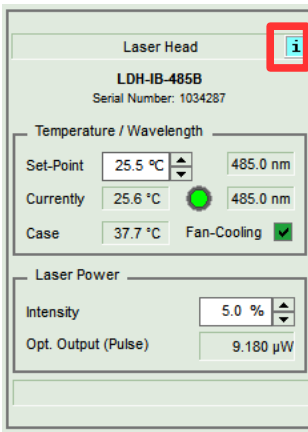 Laser Head i
LDH-IB-485B
Serial Number: 1034287
Temperature / Wavelength
Set-Point 25.5 °C 485.0 nm
Currently 25.6 °C 485.0 nm
Case 37.7 °C Fan-Cooling
Laser Power
Intensity 5.0 %
Opt. Output (Pulse) 9.180 µW